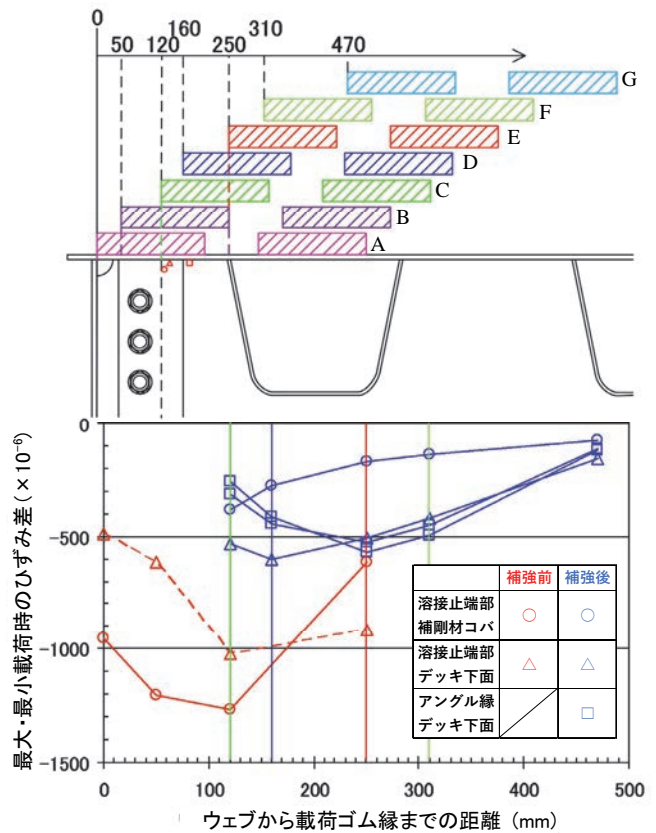 0
50
120
160
250
310
470
G
F
E
D
C
B
A
最大・最小載荷時のひずみ差(×10⁻⁶)
0
-500
-1000
-1500
0
100
200
300
400
500
補強前 補強後
溶接止端部
補剛材コバ
溶接止端部
デッキ下面
アングル縁
デッキ下面
ウェブから載荷ゴム縁までの距離 (mm)